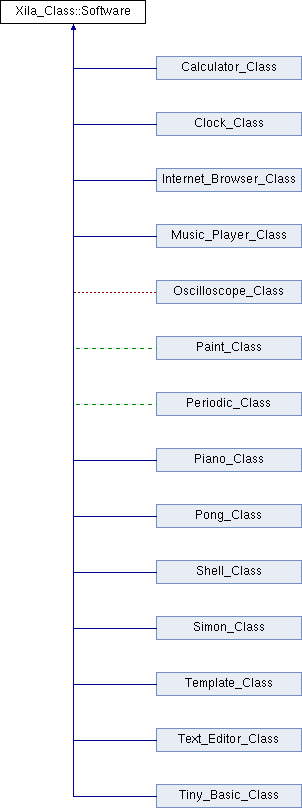 Xila_Class::Software
Calculator_Class
Clock_Class
Internet_Browser_Class
Music_Player_Class
Oscilloscope_Class
Paint_Class
Periodic_Class
Piano_Class
Pong_Class
Shell_Class
Simon_Class
Template_Class
Text_Editor_Class
Tiny_Basic_Class